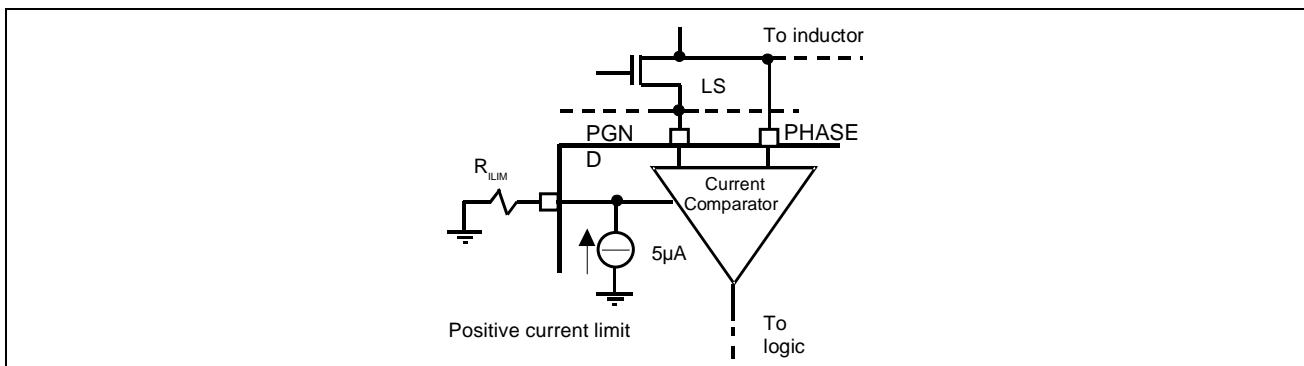 To inductor
LS
PGN
D
PHASE
R_ILIM
Current
Comparator
5µA
Positive current limit
To
logic